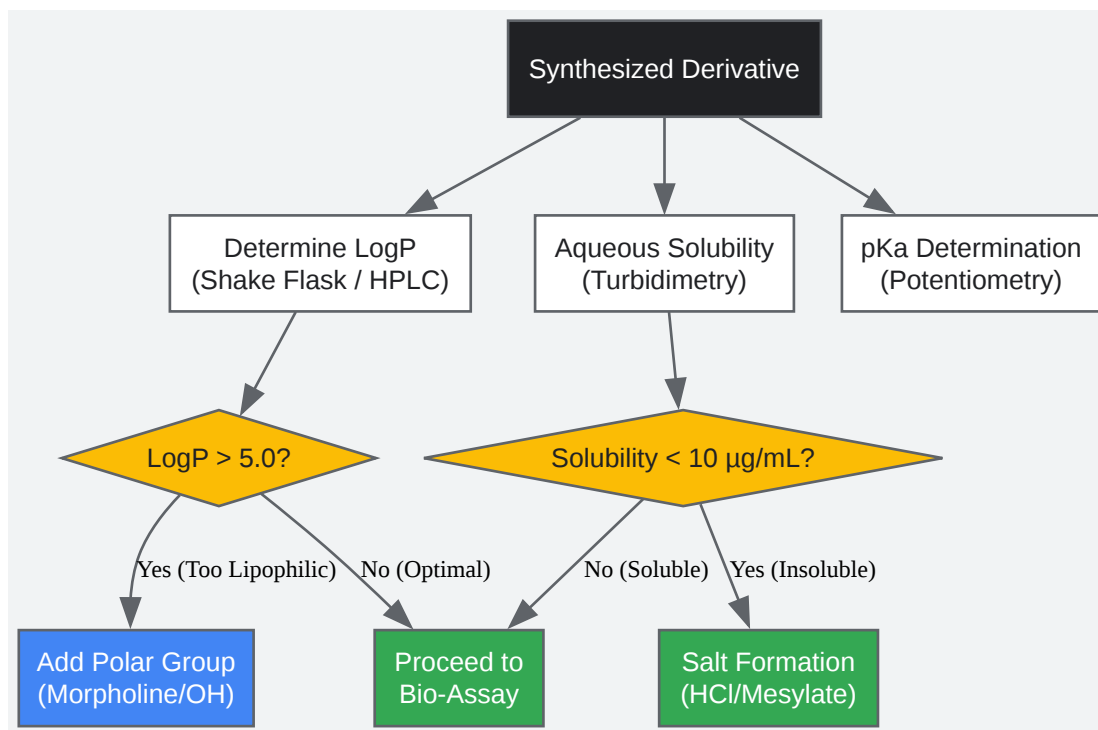 Synthesized Derivative
Determine LogP
(Shake Flask / HPLC)
Aqueous Solubility
(Turbidimetry)
pKa Determination
(Potentiometry)
LogP > 5.0?
Solubility < 10 µg/mL?
Yes (Too Lipophilic)
No (Optimal)
No (Soluble)
Yes (Insoluble)
Add Polar Group
(Morpholine/OH)
Proceed to
Bio-Assay
Salt Formation
(HCl/Mesylate)